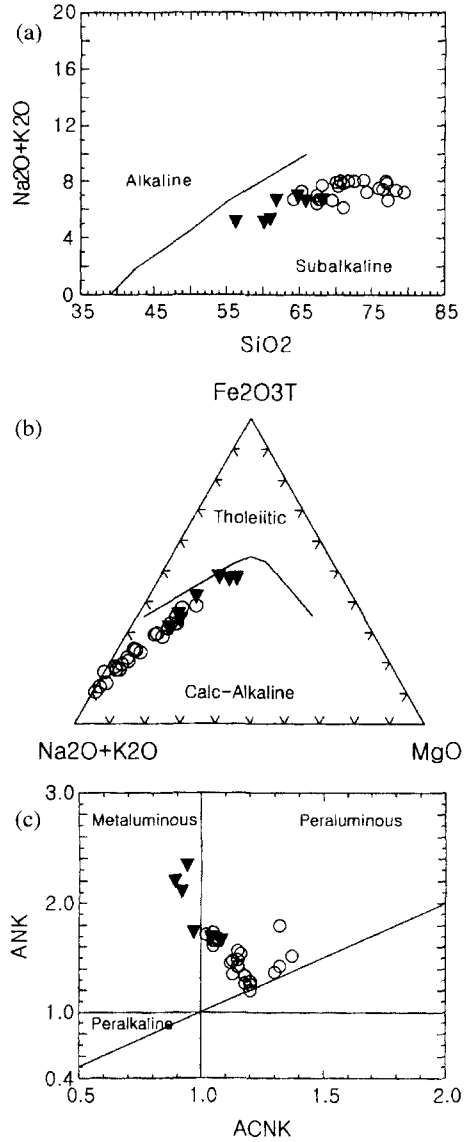 (a)
20
16
12
8
4
0
Na2O+K2O
Alkaline
Subalkaline
35 45 55 65 75 85
SiO2
Fe2O3T
(b)
Tholeiitic
Calc-Alkaline
Na2O+K2O MgO
(c)
3.0
2.0
1.0
0.4
ANK
Metaluminous Peraluminous
Peralkaline
0.5 1.0 1.5 2.0
ACNK